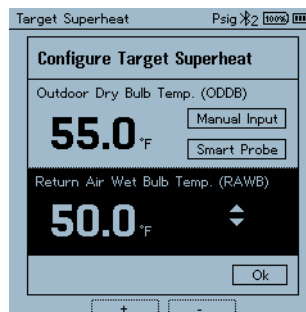 Target Superheat Psig 2 100%
Configure Target Superheat
Outdoor Dry Bulb Temp. (ODDB)
55.0 °F
Manual Input
Smart Probe
Return Air Wet Bulb Temp. (RAWB)
50.0 °F
Ok
+ -